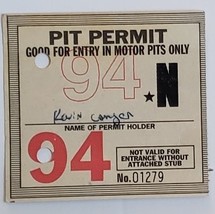 PIT PERMIT
GOOD FOR ENTRY IN MOTOR PITS ONLY
94
★N
Kevin Conger
NAME OF PERMIT HOLDER
94
NOT VALID FOR
ENTRANCE WITHOUT
ATTACHED STUB
No. 01279